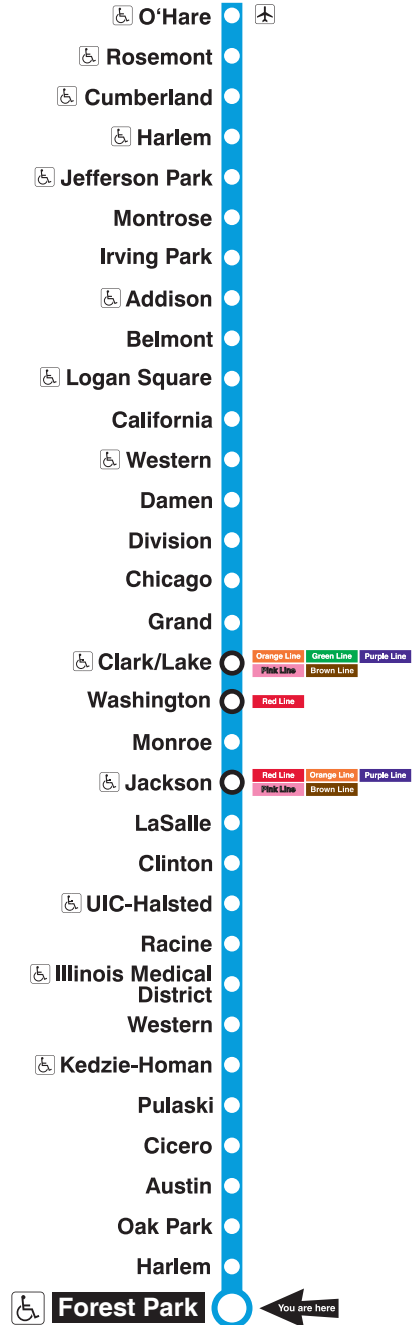 O‘Hare
Rosemont
Cumberland
Harlem
Jefferson Park
Montrose
Irving Park
Addison
Belmont
Logan Square
California
Western
Damen
Division
Chicago
Grand
Clark/Lake
Orange Line Green Line Purple Line
Pink Line Brown Line
Washington
Red Line
Monroe
Jackson
Red Line Orange Line Purple Line
Pink Line Brown Line
LaSalle
Clinton
UIC-Halsted
Racine
Illinois Medical
District
Western
Kedzie-Homan
Pulaski
Cicero
Austin
Oak Park
Harlem
Forest Park
You are here